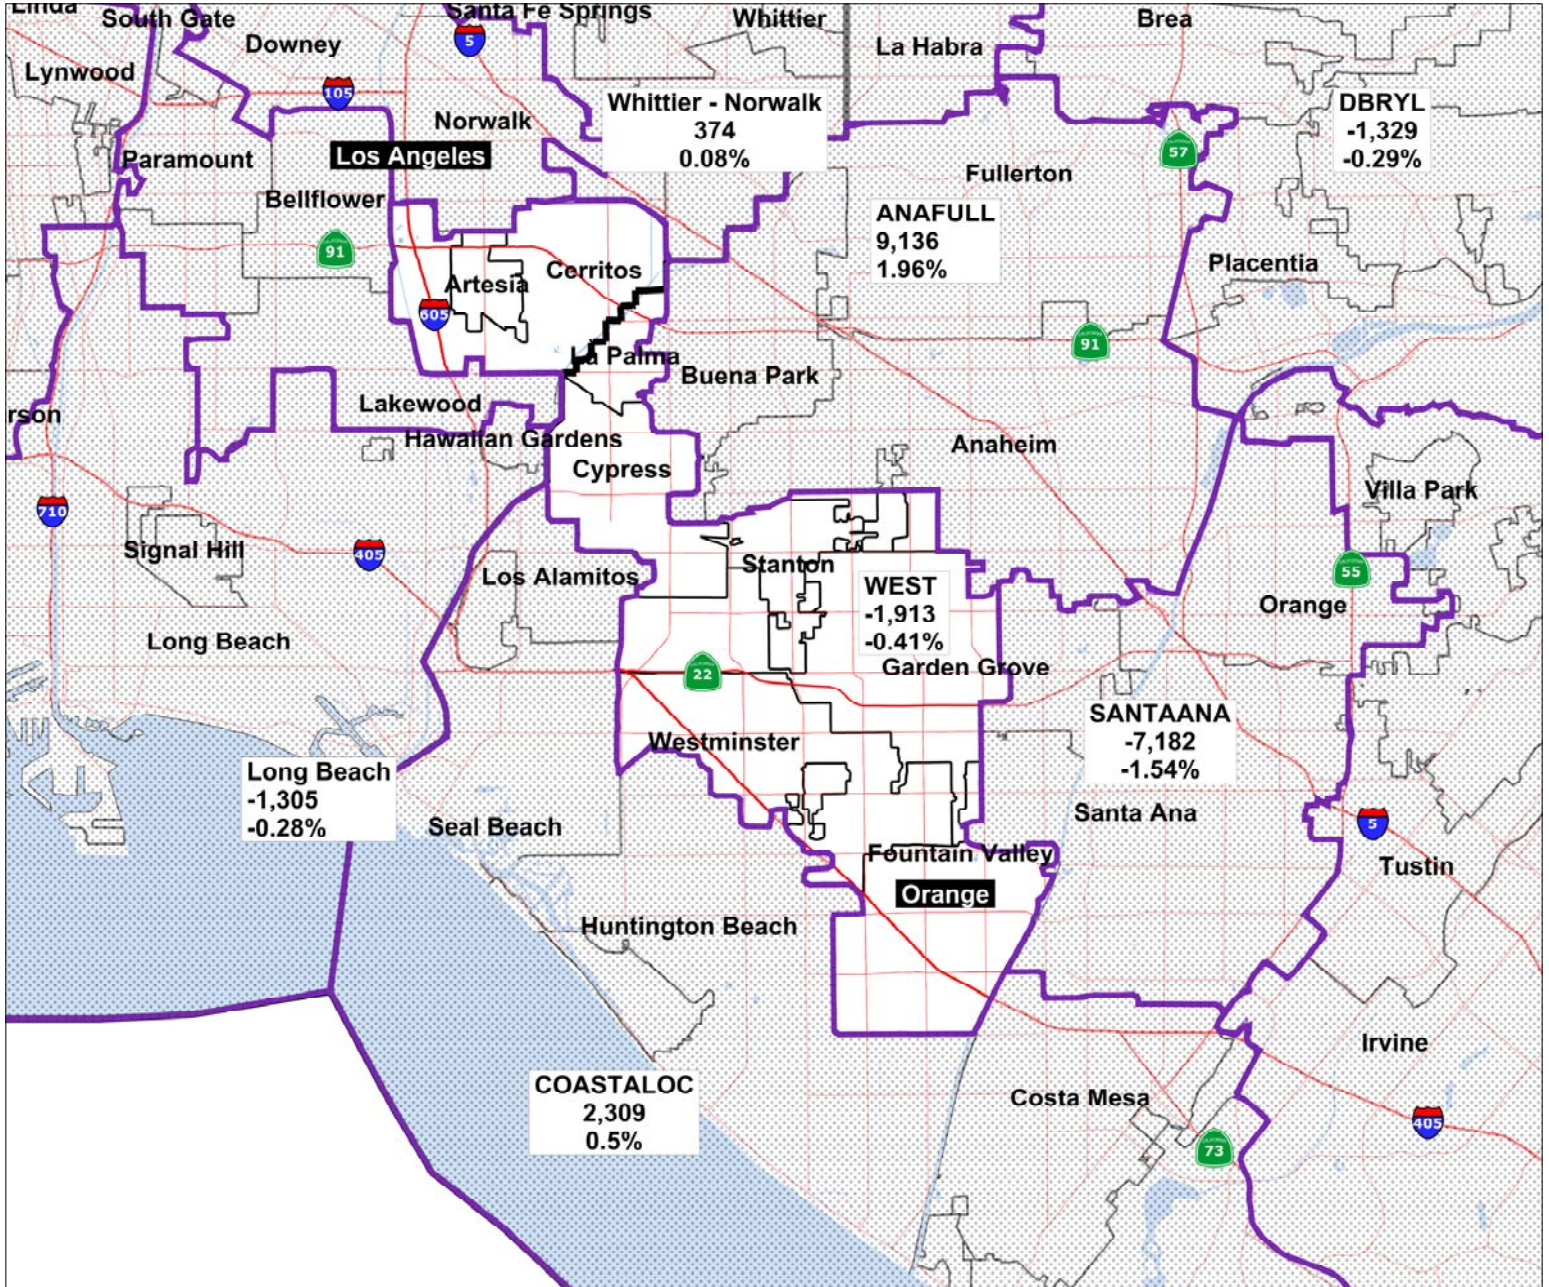 Linda
South Gate
Santa Fe Springs
Whittier
Brea
Downey
5
La Habra
Lynwood
105
Norwalk
Whittier - Norwalk
374
0.08%
DBRYL
-1,329
-0.29%
57
Paramount
Los Angeles
Fullerton
Bellflower
ANAFULL
9,136
1.96%
91
Artesia
Cerritos
Placentia
605
91
La Palma
Buena Park
Lakewood
rson
Hawaiian Gardens
Cypress
Anaheim
Villa Park
710
Signal Hill
405
Los Alamitos
Stanton
WEST
-1,913
-0.41%
55
Orange
Long Beach
22
Garden Grove
SANTAANA
-7,182
-1.54%
Westminster
Long Beach
-1,305
-0.28%
Seal Beach
Santa Ana
5
Fountain Valley
Tustin
Orange
Huntington Beach
Irvine
COASTALOC
2,309
0.5%
Costa Mesa
405
73